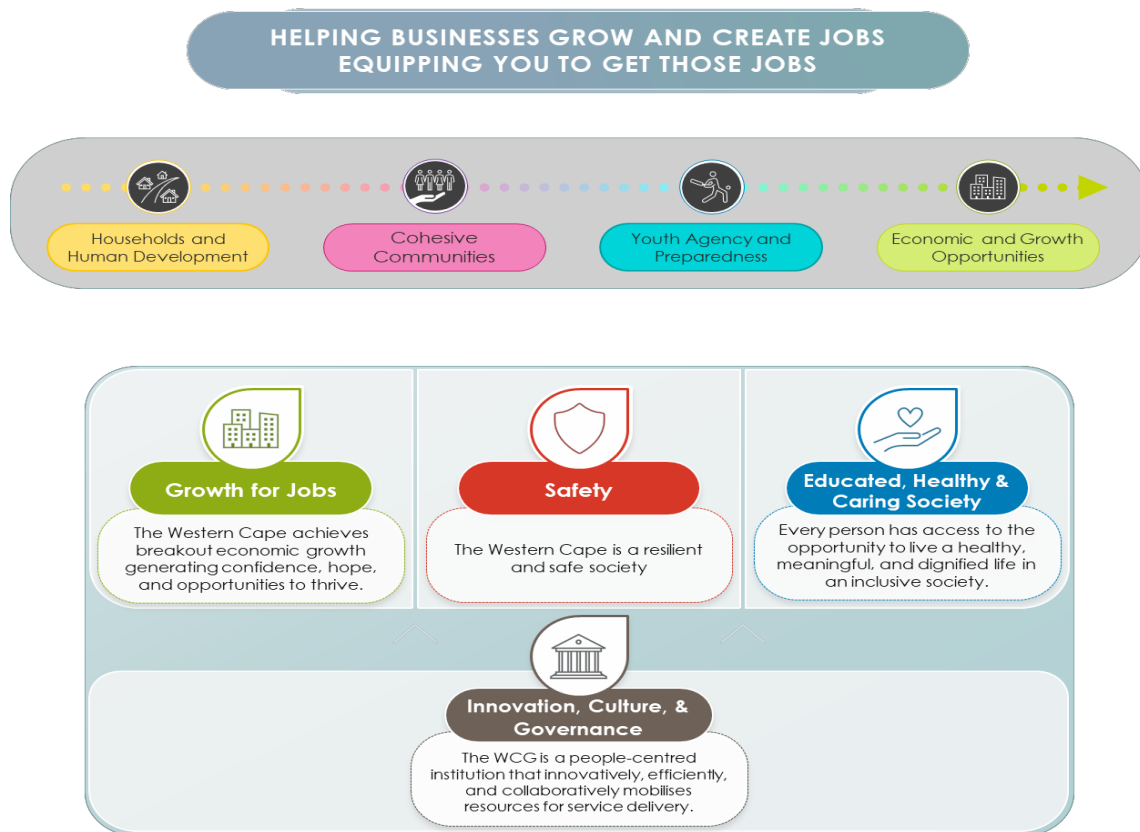 HELPING BUSINESSES GROW AND CREATE JOBS
EQUIPPING YOU TO GET THOSE JOBS
Households and
Human Development
Cohesive
Communities
Youth Agency and
Preparedness
Economic and Growth
Opportunities
Growth for Jobs
The Western Cape achieves
breakout economic growth
generating confidence, hope,
and opportunities to thrive.
Safety
The Western Cape is a resilient
and safe society
Educated, Healthy &
Caring Society
Every person has access to the
opportunity to live a healthy,
meaningful, and dignified life in
an inclusive society.
Innovation, Culture, &
Governance
The WCG is a people-centred
institution that innovatively, efficiently,
and collaboratively mobilises
resources for service delivery.